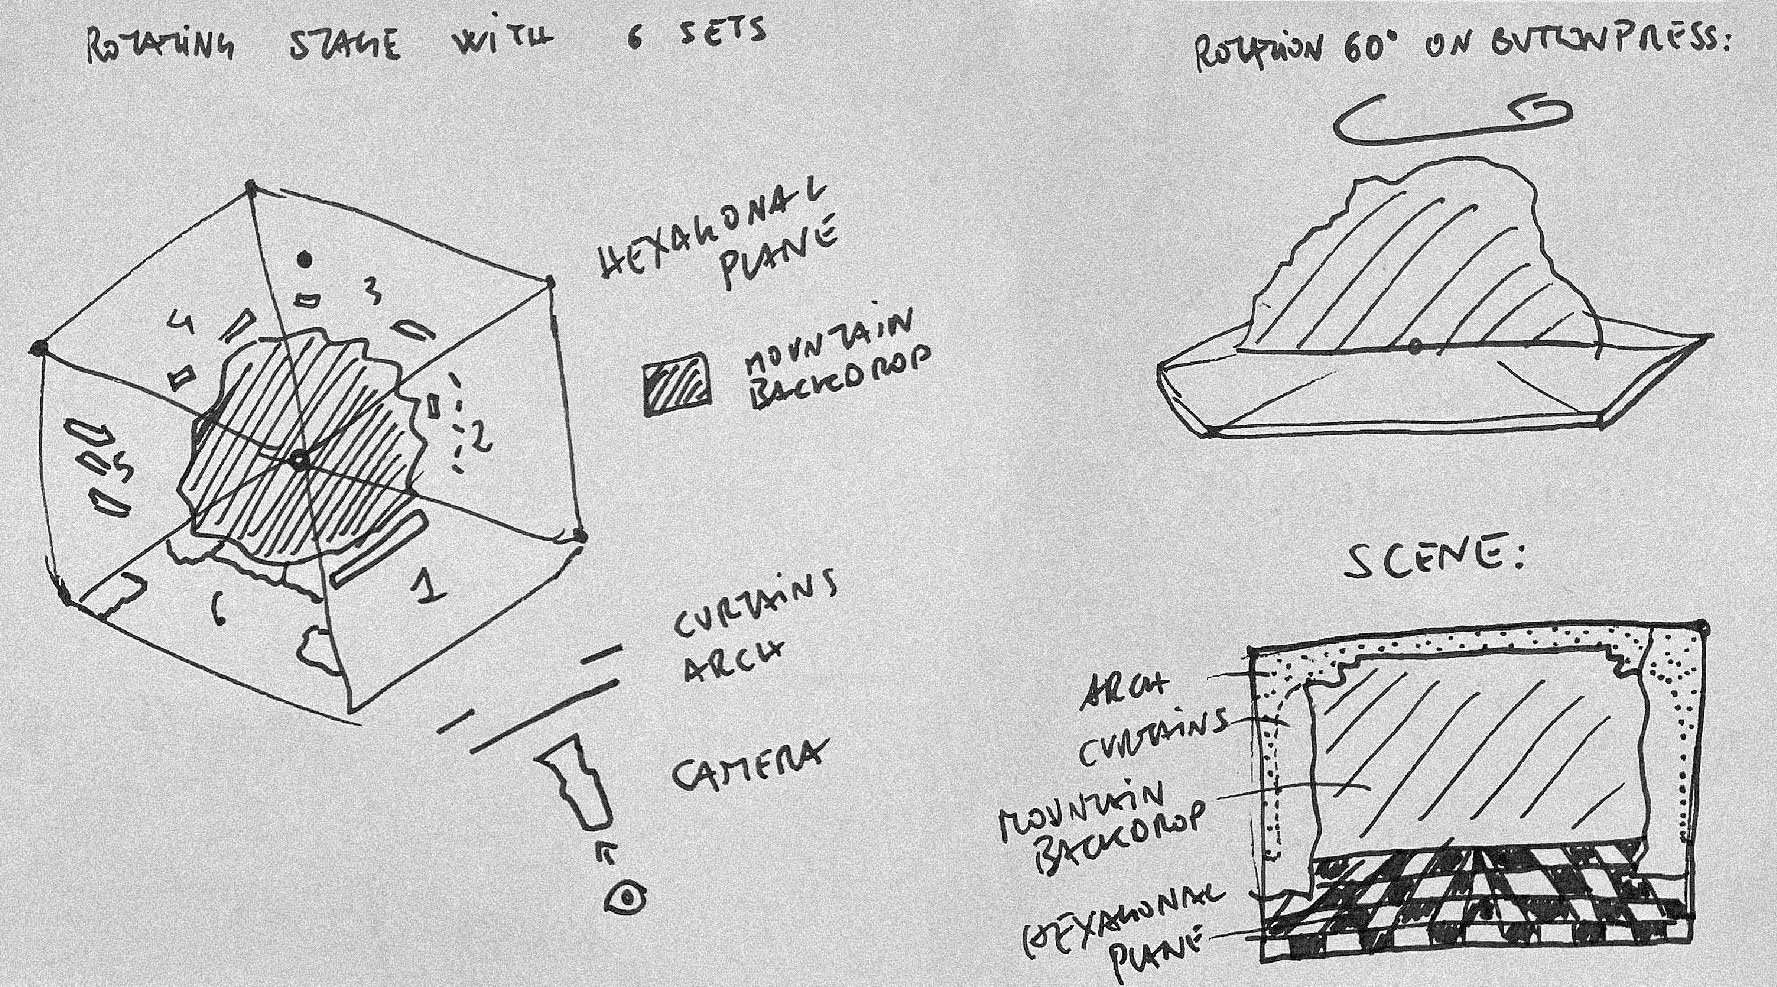 ROTATING STAGE WITH 6 SETS
HEXAGONAL
PLANE
MOUNTAIN
BACKDROP
3
4
2
5
1
6
CURTAINS
ARCH
CAMERA
ROTATION 60° ON BUTTONPRESS:
SCENE:
ARCH
CURTAINS
MOUNTAIN
BACKDROP
HEXAGONAL
PLANE